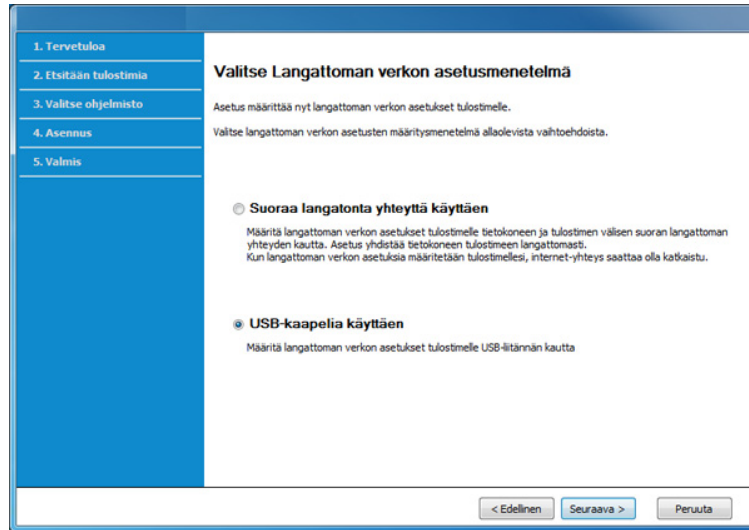 1. Tervetuloa
2. Etsitään tulostimia
3. Valitse ohjelmisto
4. Asennus
5. Valmis
Valitse Langattoman verkon asetusmenetelmä
Asetus määrittää nyt langattoman verkon asetukset tulostimelle.
Valitse langattoman verkon asetusten määritysmenetelmä allaolevista vaihtoehdoista.
Suoraa langatonta yhteyttä käyttäen
Määritä langattoman verkon asetukset tulostimelle tietokoneen ja tulostimen välisen suoran langattoman
yhteyden kautta. Asetus yhdistää tietokoneen tulostimeen langattomasti.
Kun langattoman verkon asetuksia määritetään tulostimellesi, internet-yhteys saattaa olla katkaistu.
USB-kaapelia käyttäen
Määritä langattoman verkon asetukset tulostimelle USB-liitännän kautta
< Edellinen Seuraava > Peruuta